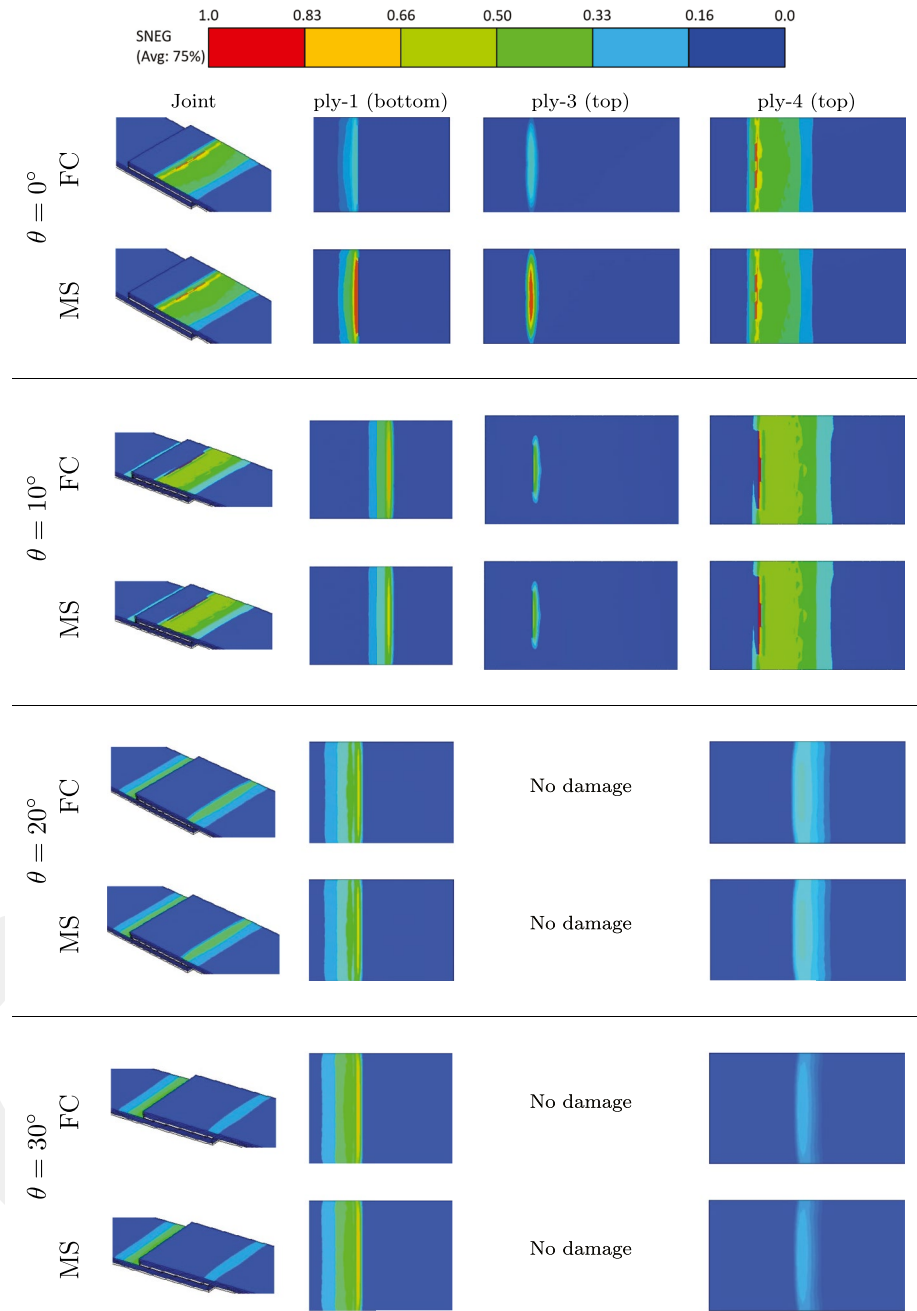 1.0 0.83 0.66 0.50 0.33 0.16 0.0
SNEG
(Avg: 75%)
Joint ply-1 (bottom) ply-3 (top) ply-4 (top)
θ = 0°
FC
MS
θ = 10°
FC
MS
θ = 20°
FC No damage
MS No damage
θ = 30°
FC No damage
MS No damage